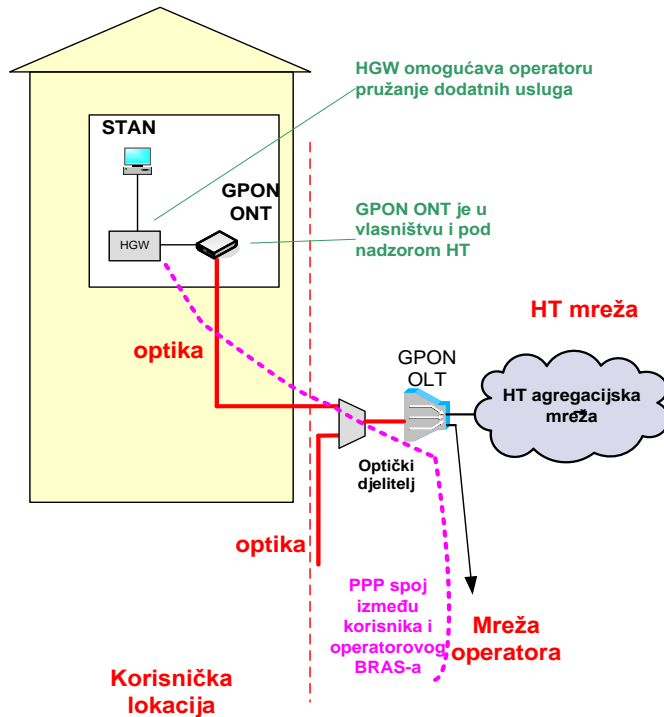 HGW omogućava operatoru
pružanje dodatnih usluga
STAN
GPON
ONT
HGW
GPON ONT je u
vlasništvu i pod
nadzorom HT
HT mreža
optika
GPON
OLT
HT agregacijska
mreža
Optički
djelitelj
optika
PPP spoj
između
korisnika i
operatorovog
BRAS-a
Mreža
operatora
Korisnička
lokacija